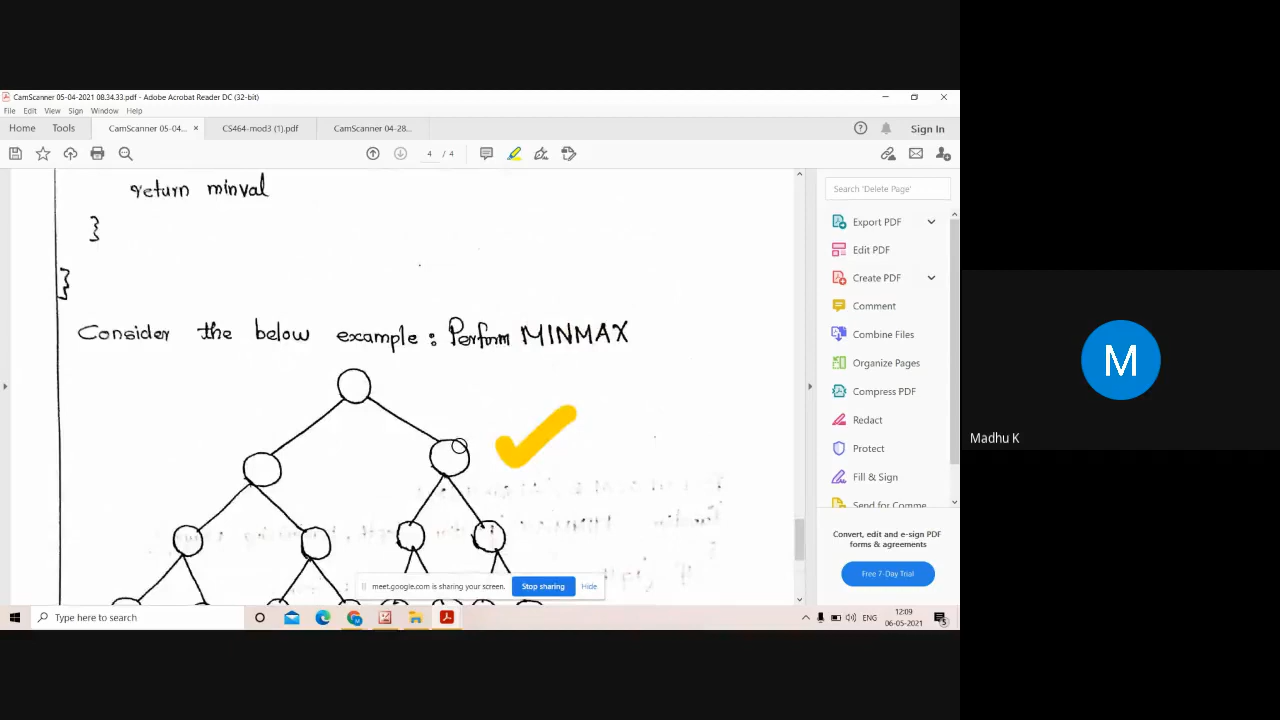 CamScanner 05-04-2021 08.34.33.pdf - Adobe Acrobat Reader DC (32-bit)
File Edit View Sign Window Help
Home Tools CamScanner 05-04... × CS464-mod3 (1).pdf CamScanner 04-28... Sign In
4 / 4
return minval
}
}
Consider the below example: Perform MINMAX
Search 'Delete Page'
Export PDF
Edit PDF
Create PDF
Comment
Combine Files
Organize Pages
Compress PDF
Redact
Protect
Fill & Sign
Send for Comme
Convert, edit and e-sign PDF
forms & agreements
Free 7-Day Trial
meet.google.com is sharing your screen. Stop sharing Hide
Type here to search
ENG
12:09
06-05-2021
5
M
Madhu K